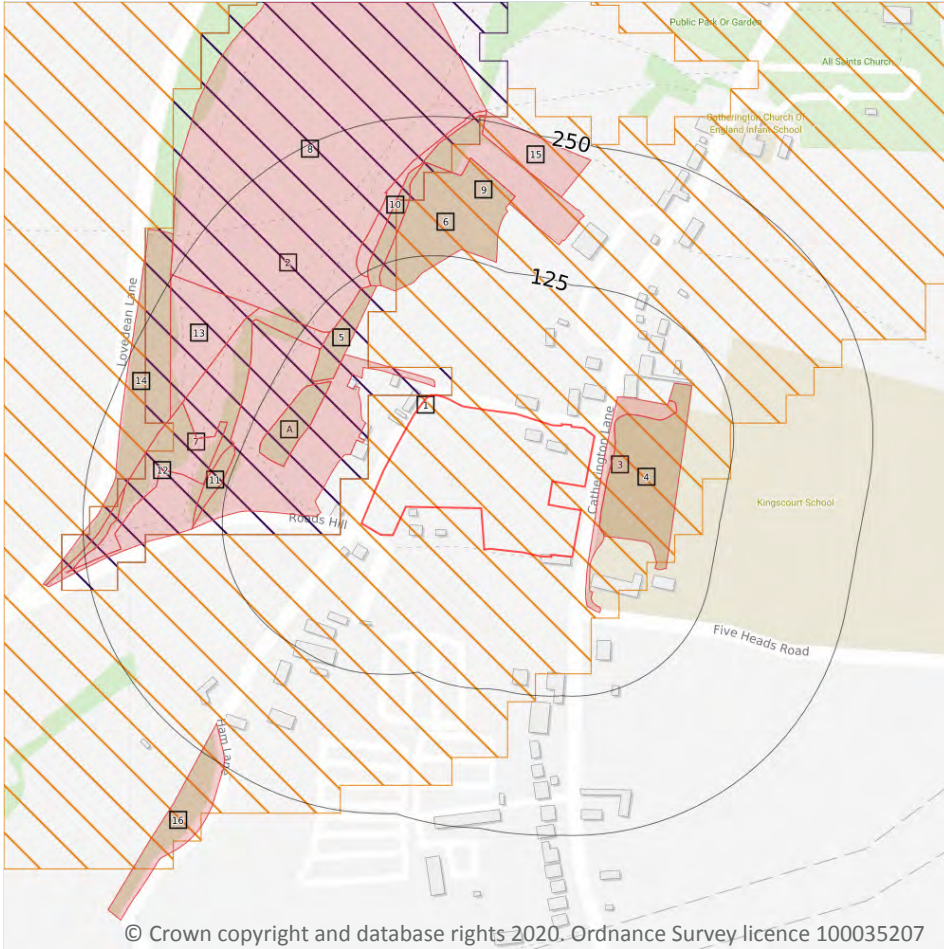 Public Park Or Garden
All Saints Church
Catherington Church Of
England Infant School
250
15
8
9
10
6
2
125
Lovedean Lane
13
5
14
1
A
7
Catherington Lane
3
12
4
11
Kingscourt School
Roads Hill
Five Heads Road
Ham Lane
16
© Crown copyright and database rights 2020. Ordnance Survey licence 100035207